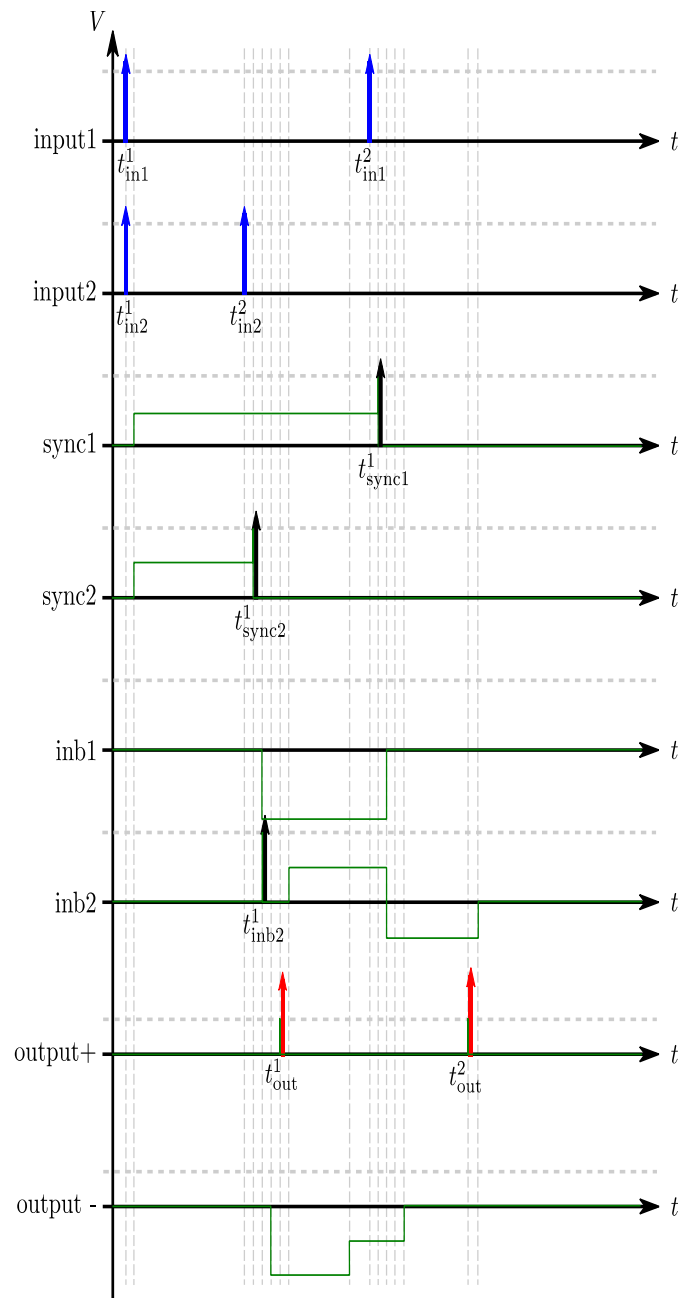 V
input1 t
t¹in1 t²in1
input2 t
t¹in2 t²in2
sync1 t
t¹sync1
sync2 t
t¹sync2
inb1 t
inb2 t
t¹inb2
output+ t
t¹out t²out
output - t